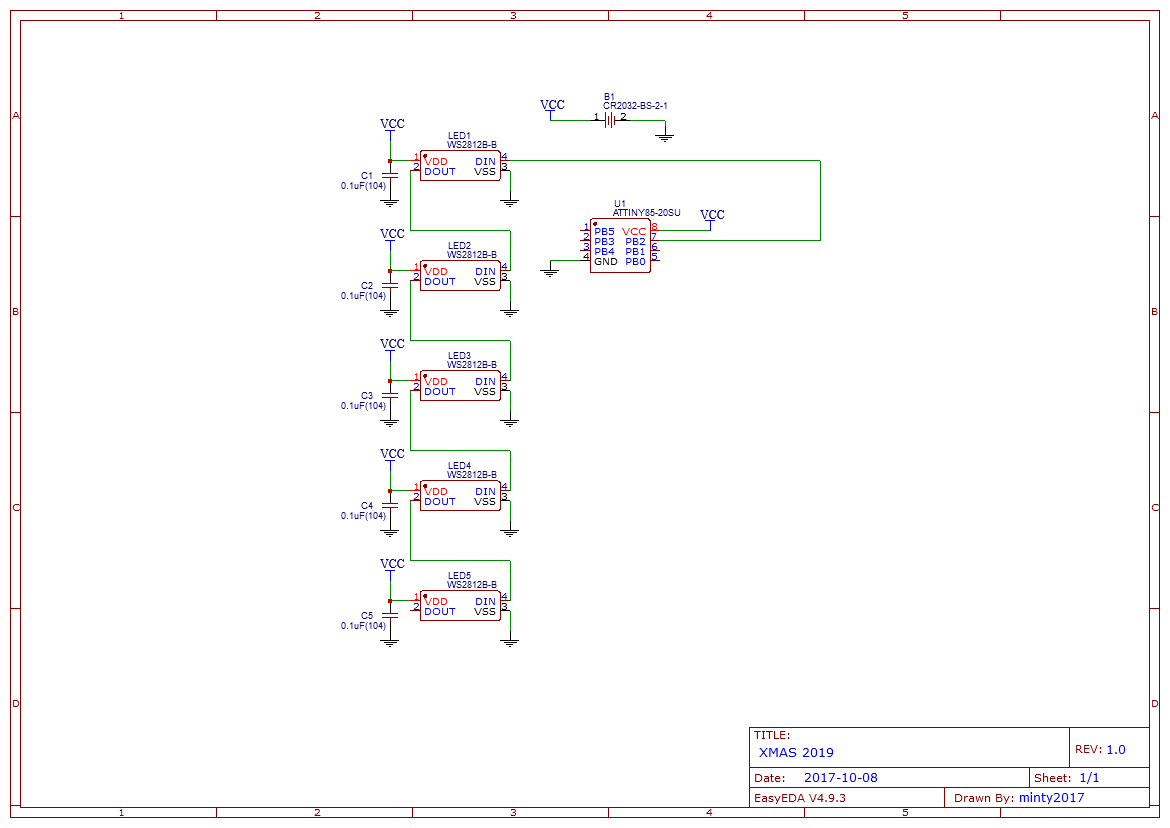 1 2 3 4 5
A A
B B
C C
D D
VCC
B1
CR2032-BS-2-1
1 2
VCC
LED1
WS2812B-B
1 VDD DIN 4
2 DOUT VSS 3
C1
0.1uF(104)
U1
ATTINY85-20SU
VCC
1 PB5 VCC 8
2 PB3 PB2 7
3 PB4 PB1 6
4 GND PB0 5
VCC
LED2
WS2812B-B
1 VDD DIN 4
2 DOUT VSS 3
C2
0.1uF(104)
VCC
LED3
WS2812B-B
1 VDD DIN 4
2 DOUT VSS 3
C3
0.1uF(104)
VCC
LED4
WS2812B-B
1 VDD DIN 4
2 DOUT VSS 3
C4
0.1uF(104)
VCC
LED5
WS2812B-B
1 VDD DIN 4
2 DOUT VSS 3
C5
0.1uF(104)
TITLE:
XMAS 2019
REV: 1.0
Date: 2017-10-08
Sheet: 1/1
EasyEDA V4.9.3
Drawn By: minty2017
1 2 3 4 5